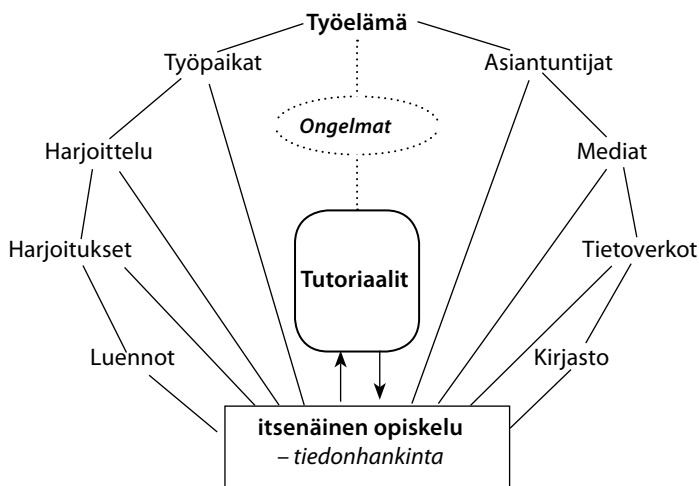 Työelämä
Työpaikat
Asiantuntijat
Ongelmat
Harjoittelu
Mediat
Harjoitukset
Tietoverkot
Tutoriaalit
Luennot
Kirjasto
itsenäinen opiskelu
– tiedonhankinta